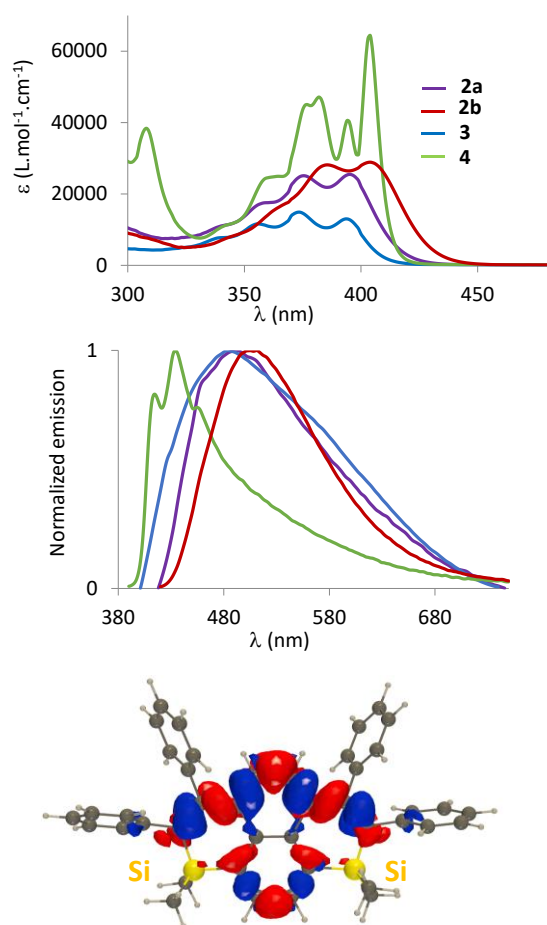 60000
40000
20000
0
ε (L.mol⁻¹.cm⁻¹)
2a
2b
3
4
300
350
400
450
λ (nm)
1
Normalized emission
0
380
480
580
680
λ (nm)
Si
Si